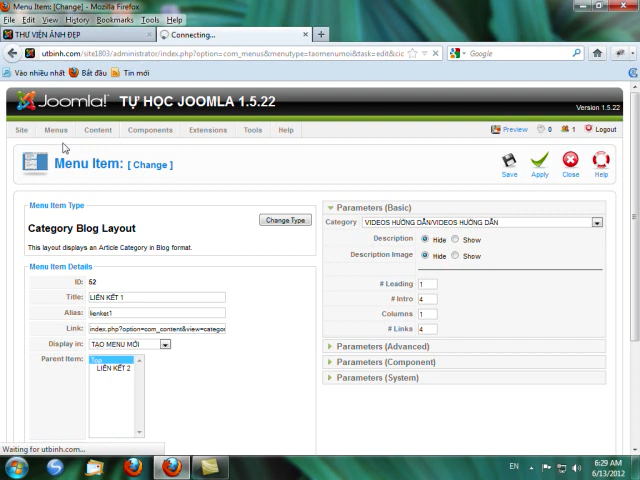 Menu Item: [Change] - Mozilla Firefox
File Edit View History Bookmarks Tools Help
THƯ VIỆN ẢNH ĐẸP
Connecting...
utbinh.com/site1803/administrator/index.php?option=com_menus&menutype=taomenumoi&task=edit&cic
Google
Vào nhiều nhất Bắt đầu Tin mới
Joomla! TỰ HỌC JOOMLA 1.5.22
Version 1.5.22
Site Menus Content Components Extensions Tools Help
Preview 0 1 Logout
Menu Item: [ Change ]
Save Apply Close Help
Menu Item Type
Change Type
Category Blog Layout
This layout displays an Article Category in Blog format.
Menu Item Details
ID: 52
Title: LIÊN KẾT 1
Alias: lienket1
Link: index.php?option=com_content&view=categor
Display in: TẠO MENU MỚI
Parent Item: Top
LIÊN KẾT 2
Parameters (Basic)
Category VIDEOS HƯỚNG DẪN/VIDEOS HƯỚNG DẪN
Description Hide Show
Description Image Hide Show
# Leading 1
# Intro 4
Columns 1
# Links 4
Parameters (Advanced)
Parameters (Component)
Parameters (System)
Waiting for utbinh.com...
EN
6:29 AM
6/13/2012